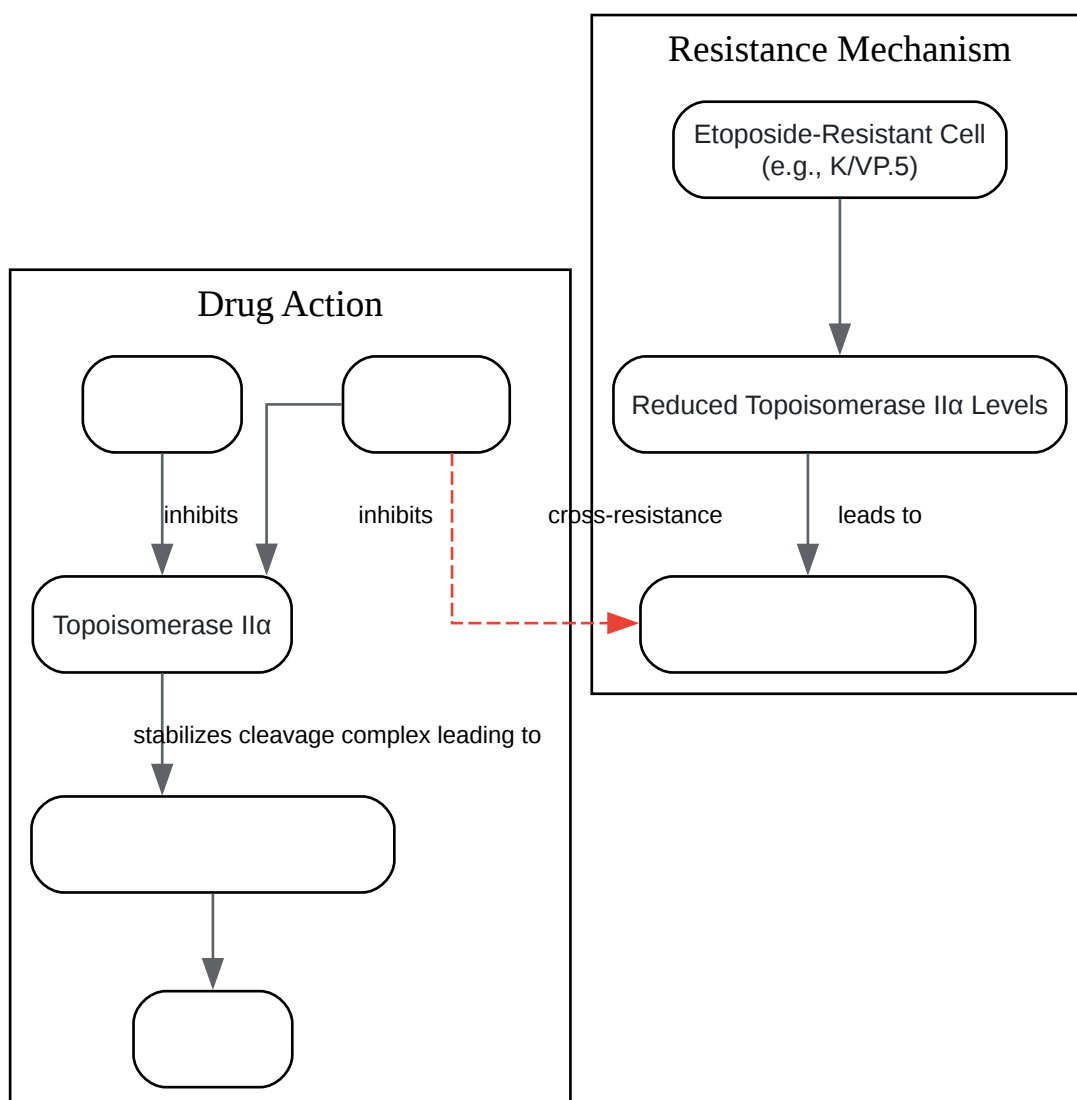 Resistance Mechanism
Etoposide-Resistant Cell
(e.g., K/VP.5)
Drug Action
Reduced Topoisomerase IIα Levels
inhibits
inhibits
cross-resistance
leads to
Topoisomerase IIα
stabilizes cleavage complex leading to